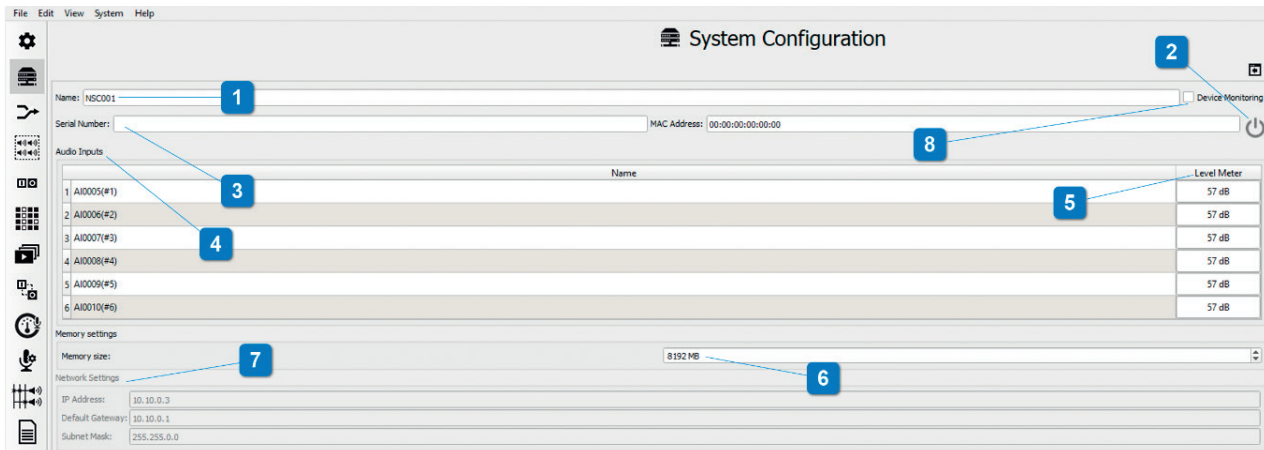 File Edit View System Help
System Configuration
2
Name: NSC001
1
Device Monitoring
Serial Number:
MAC Address: 00:00:00:00:00:00
8
Audio Inputs
Name
Level Meter
3
5
1 AI0005(#1) 57 dB
2 AI0006(#2) 57 dB
4
3 AI0007(#3) 57 dB
4 AI0008(#4) 57 dB
5 AI0009(#5) 57 dB
6 AI0010(#6) 57 dB
Memory settings
Memory size: 8192 MB
7
6
Network Settings
IP Address: 10.10.0.3
Default Gateway: 10.10.0.1
Subnet Mask: 255.255.0.0